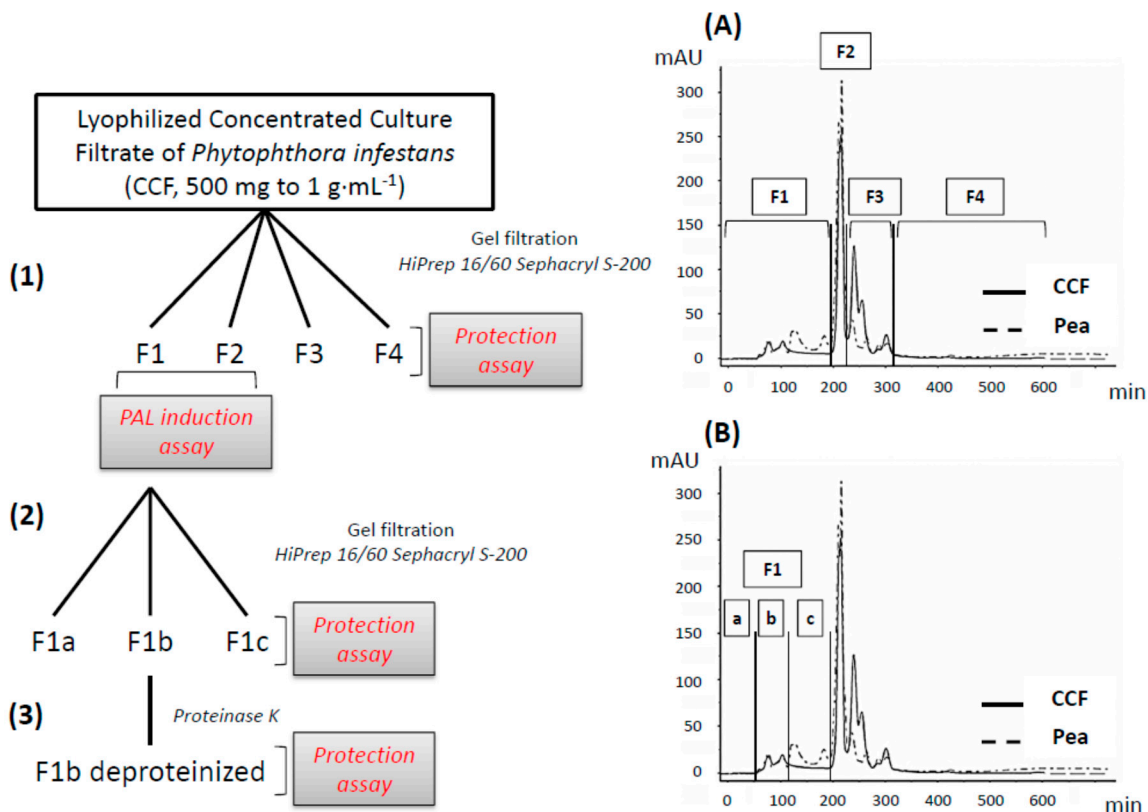 Lyophilized Concentrated Culture
Filtrate of Phytophthora infestans
(CCF, 500 mg to 1 g·mL⁻¹)
(1)
Gel filtration
HiPrep 16/60 Sephacryl S-200
F1 F2 F3 F4
Protection
assay
PAL induction
assay
(2)
Gel filtration
HiPrep 16/60 Sephacryl S-200
F1a F1b F1c
Protection
assay
(3)
Proteinase K
F1b deproteinized
Protection
assay
(A)
mAU
F2
F1
F3
F4
300
250
200
150
100
50
0
CCF
Pea
0 100 200 300 400 500 600
min
(B)
mAU
F1
a b c
300
250
200
150
100
50
0
CCF
Pea
0 100 200 300 400 500 600
min